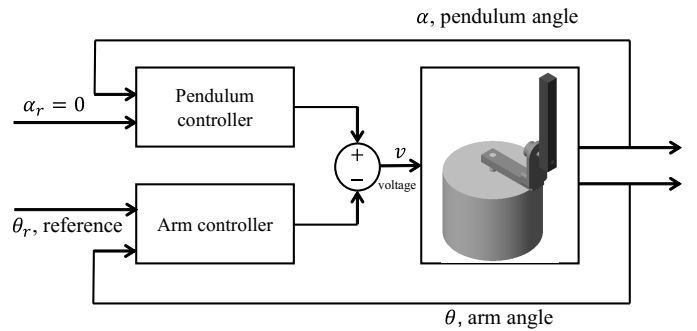 α, pendulum angle
α_r = 0
Pendulum
controller
+
−
v
voltage
θ_r, reference
Arm controller
θ, arm angle